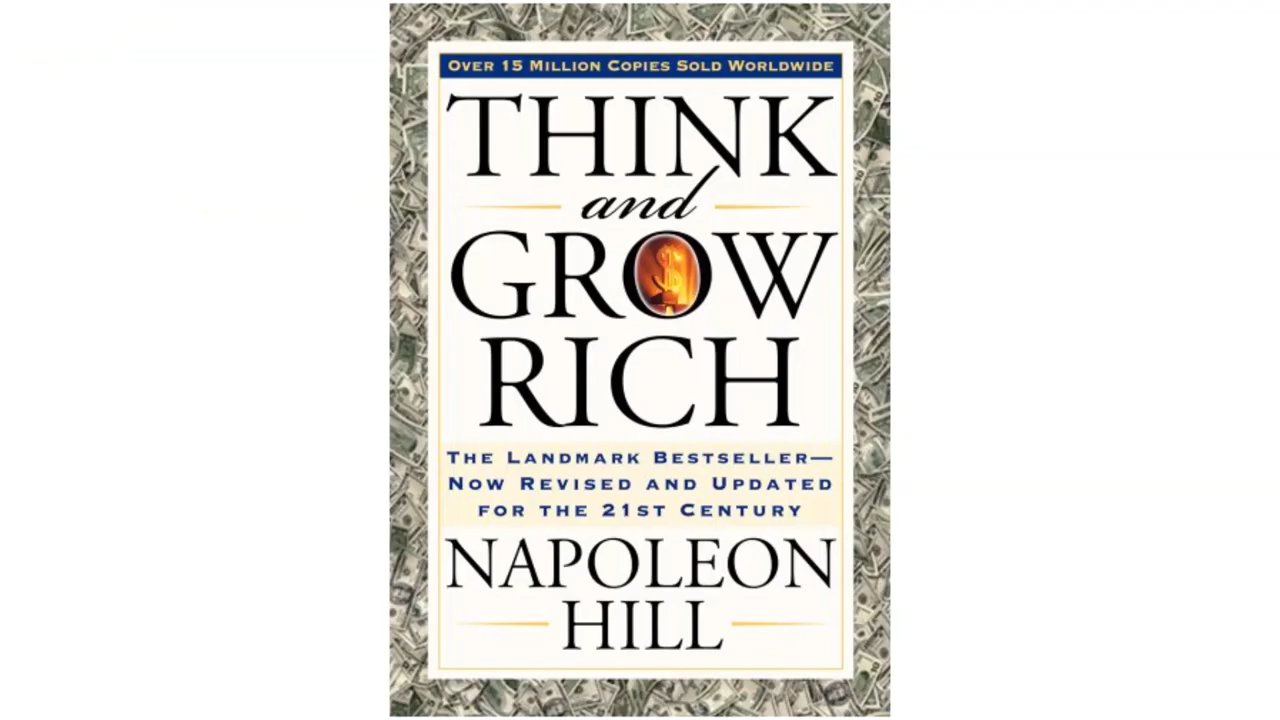 OVER 15 MILLION COPIES SOLD WORLDWIDE
THINK
and
GROW
RICH
THE LANDMARK BESTSELLER—
NOW REVISED AND UPDATED
FOR THE 21ST CENTURY
NAPOLEON
HILL